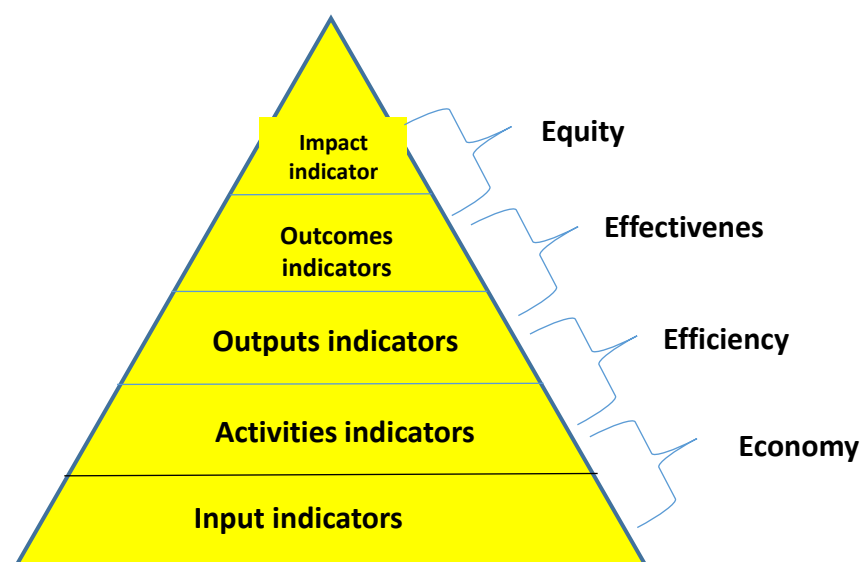 Impact
indicator
Equity
Outcomes
indicators
Effectivenes
Outputs indicators
Efficiency
Activities indicators
Economy
Input indicators